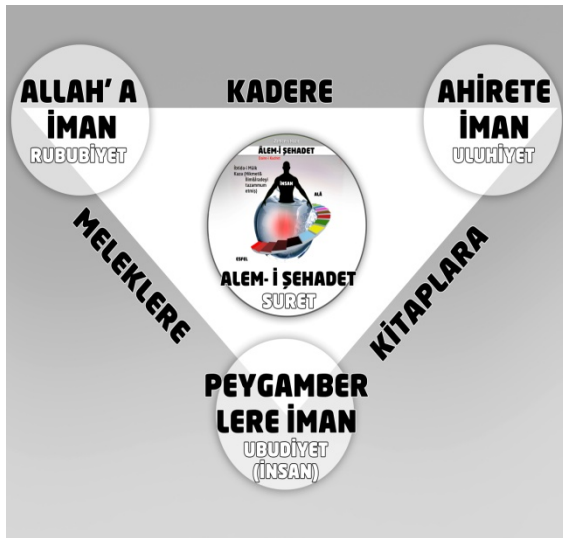 ALLAH' A
İMAN
RUBUBİYET
KADERE
AHİRETE
İMAN
ULUHİYET
ÂLEM-İ ŞEHADET
İNSAN
ALÂ
ESFEL
ALEM- İ ŞEHADET
SURET
MELEKLERE
KİTAPLARA
PEYGAMBER
LERE İMAN
UBUDİYET
(İNSAN)